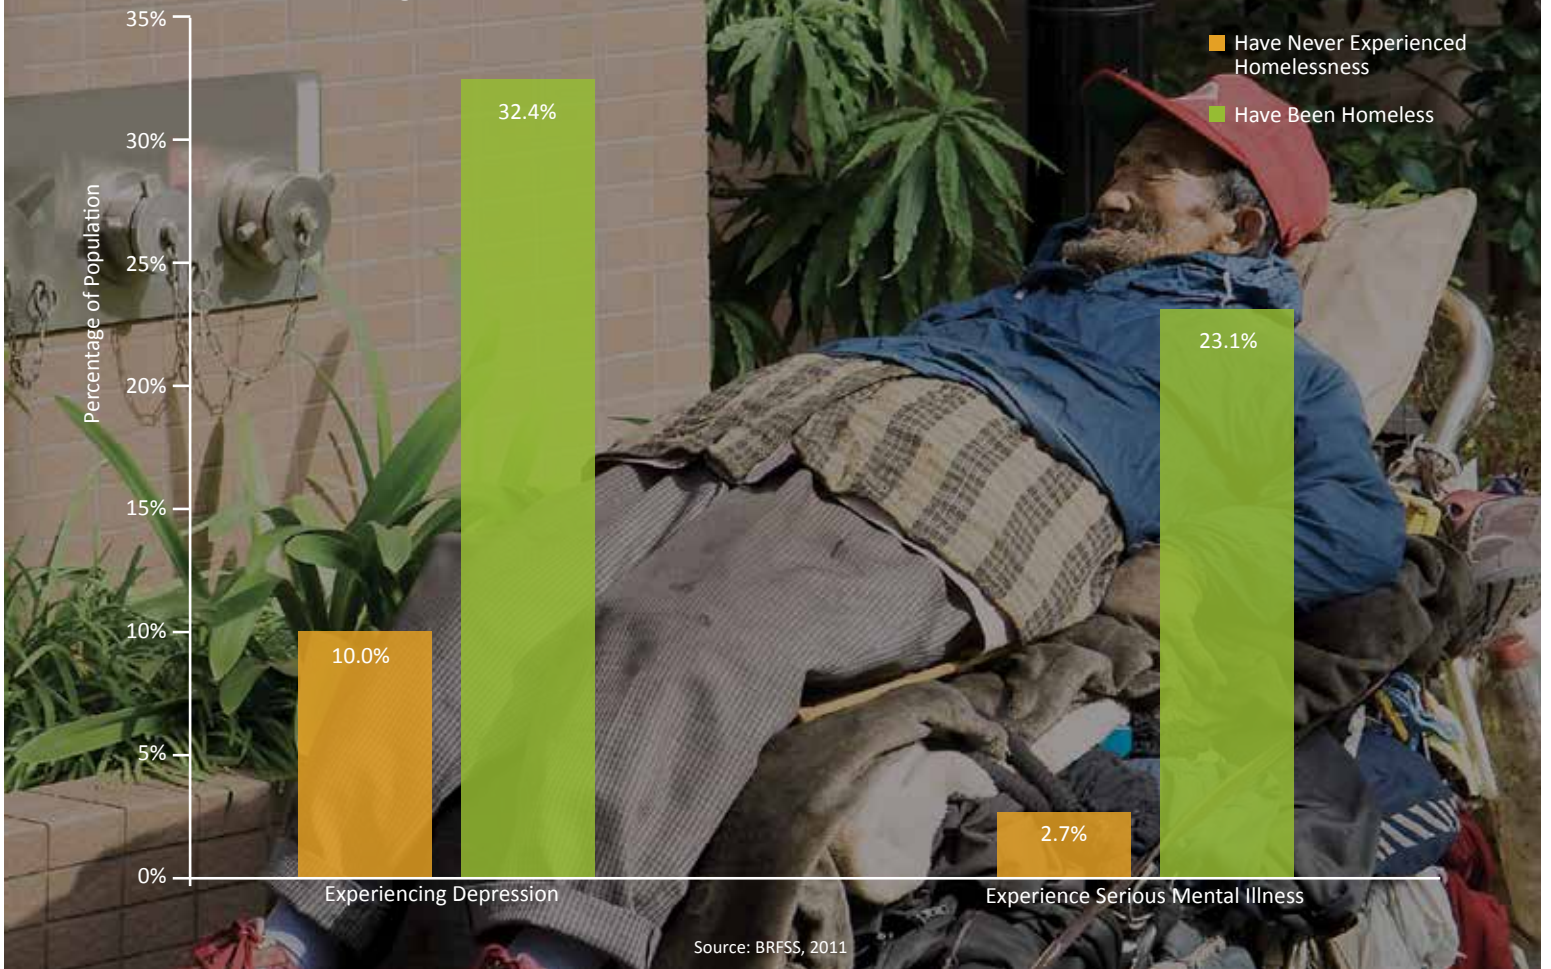 35%
30%
25%
20%
15%
10%
5%
0%
Percentage of Population
Have Never Experienced
Homelessness
Have Been Homeless
32.4%
23.1%
10.0%
2.7%
Experiencing Depression
Experience Serious Mental Illness
Source: BRFSS, 2011